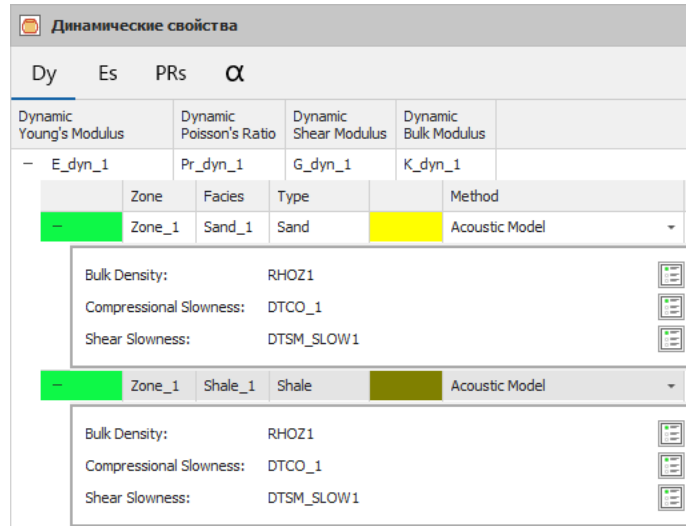 Динамические свойства
Dy Es PRs α
Dynamic Young's Modulus Dynamic Poisson's Ratio Dynamic Shear Modulus Dynamic Bulk Modulus
− E_dyn_1 Pr_dyn_1 G_dyn_1 K_dyn_1
Zone Facies Type Method
− Zone_1 Sand_1 Sand Acoustic Model
Bulk Density: RHOZ1
Compressional Slowness: DTCO_1
Shear Slowness: DTSM_SLOW1
− Zone_1 Shale_1 Shale Acoustic Model
Bulk Density: RHOZ1
Compressional Slowness: DTCO_1
Shear Slowness: DTSM_SLOW1